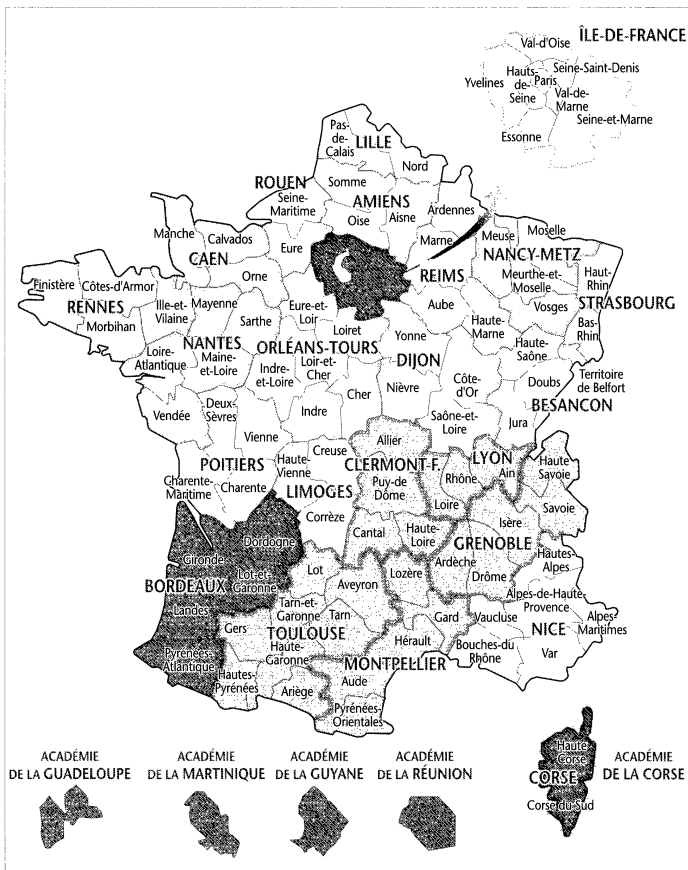 ÎLE-DE-FRANCE
Val-d'Oise
Yvelines
Hauts-
de-
Seine
Paris
Seine-Saint-Denis
Val-de-
Marne
Seine-et-Marne
Essonne
Pas-
de-
Calais
LILLE
Nord
ROUEN
Seine-
Maritime
Somme
AMIENS
Oise
Aisne
Ardennes
Manche
Calvados
CAEN
Eure
Orne
Marne
REIMS
Meuse
Moselle
NANCY-METZ
Meurthe-et-
Moselle
Haut-
Rhin
STRASBOURG
Vosges
Bas-
Rhin
Finistère
Côtes-d'Armor
RENNES
Morbihan
Ille-et-
Vilaine
Mayenne
Sarthe
Eure-et-
Loir
Loiret
Yonne
Aube
Haute-
Marne
Haute-
Saône
Territoire
de Belfort
Loire-
Atlantique
NANTES
Maine-
et-Loire
ORLÉANS-TOURS
Indre-
et-Loire
Loir-et-
Cher
DIJON
Nièvre
Côte-
d'Or
Doubs
BESANCON
Vendée
Deux-
Sèvres
Vienne
Indre
Cher
Saône-et-
Loire
Jura
POITIERS
Charente-
Maritime
Charente
Haute-
Vienne
Creuse
LIMOGES
Corrèze
Allier
CLERMONT-F.
Puy-de
Dôme
Cantal
Haute-
Loire
LYON
Rhône
Ain
Loire
Haute
Savoie
Savoie
Isère
GRENOBLE
Ardèche
Drôme
Hautes-
Alpes
Dordogne
Gironde
BORDEAUX
Lot-et-
Garonne
Landes
Pyrénées-
Atlantique
Lot
Aveyron
Tarn-et-
Garonne
Tarn
Gers
TOULOUSE
Haute-
Garonne
Hautes-
Pyrénées
Ariège
Lozère
Gard
Hérault
MONTPELLIER
Aude
Pyrénées-
Orientales
Vaucluse
Alpes-de-Haute-
Provence
NICE
Alpes-
Maritimes
Bouches-du
Rhône
Var
ACADÉMIE
DE LA GUADELOUPE
ACADÉMIE
DE LA MARTINIQUE
ACADÉMIE
DE LA GUYANE
ACADÉMIE
DE LA RÉUNION
Haute
Corse
CORSE
Corse du Sud
ACADÉMIE
DE LA CORSE